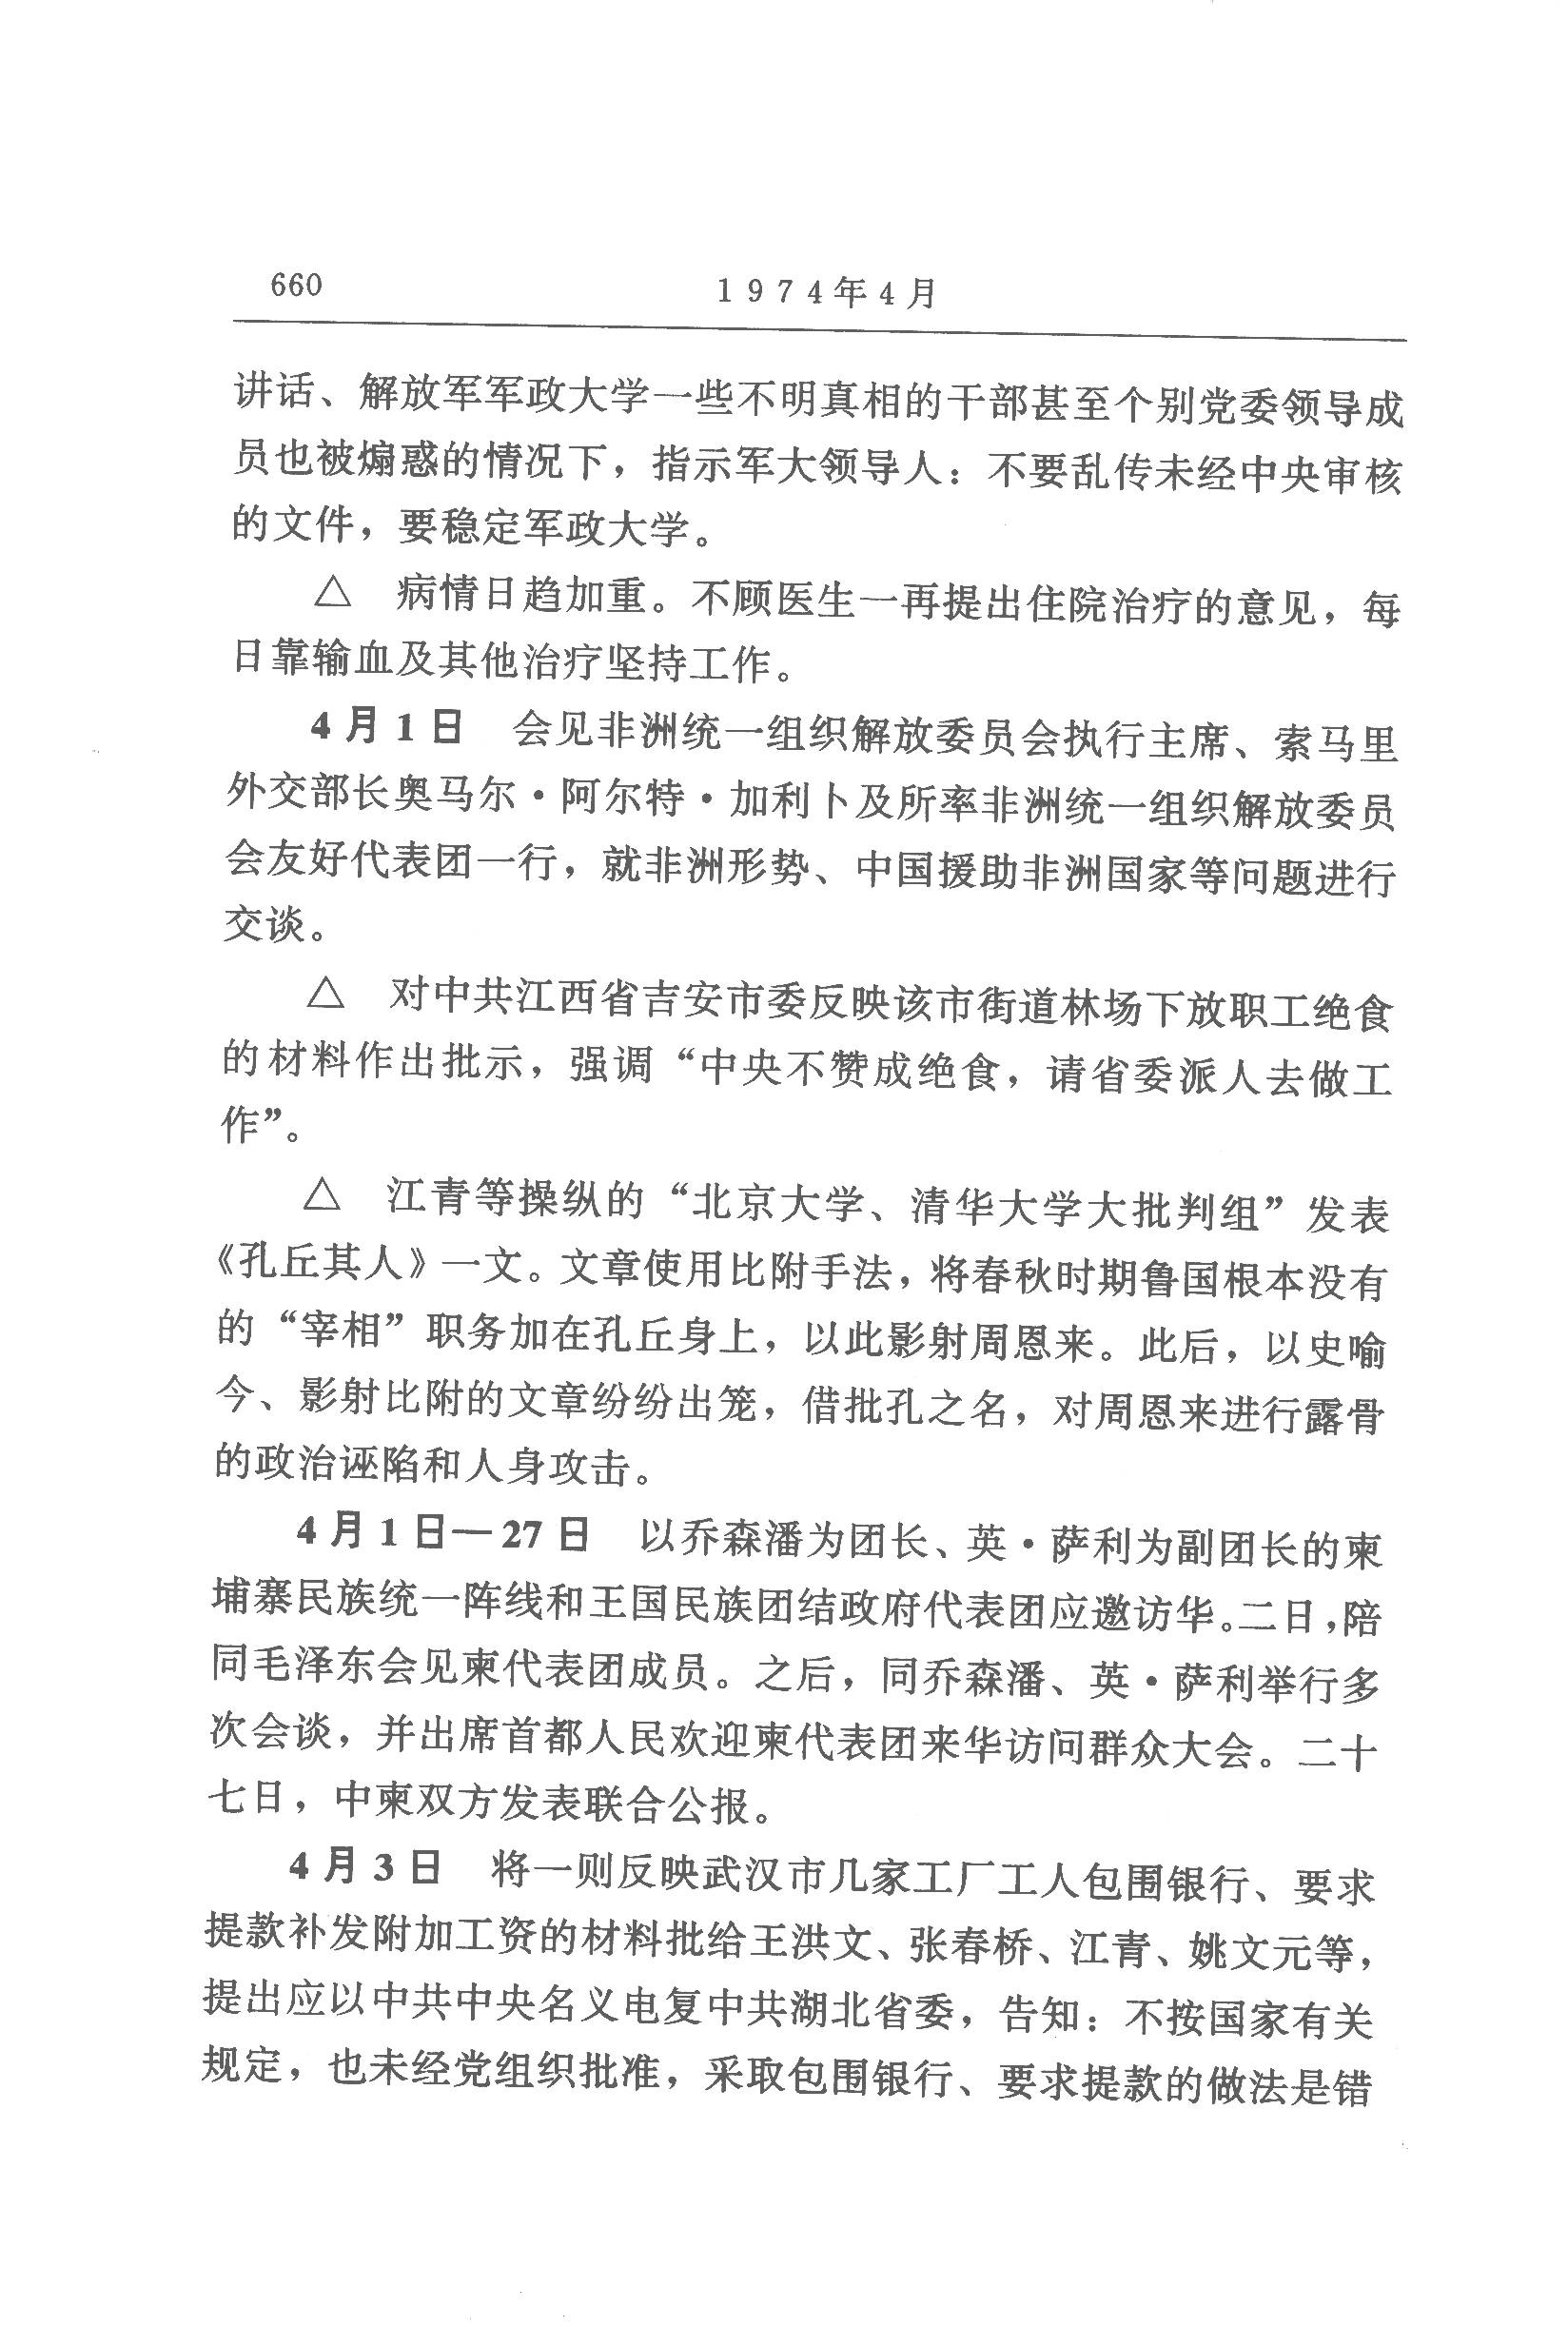 660
1974年4月
讲话、解放军军政大学一些不明真相的干部甚至个别党委领导成
员也被煽惑的情况下，指示军大领导人：不要乱传未经中央审核
的文件，要稳定军政大学。
△　病情日趋加重。不顾医生一再提出住院治疗的意见，每
日靠输血及其他治疗坚持工作。
4月1日　会见非洲统一组织解放委员会执行主席、索马里
外交部长奥马尔·阿尔特·加利卜及所率非洲统一组织解放委员
会友好代表团一行，就非洲形势、中国援助非洲国家等问题进行
交谈。
△　对中共江西省吉安市委反映该市街道林场下放职工绝食
的材料作出批示，强调“中央不赞成绝食，请省委派人去做工
作”。
△　江青等操纵的“北京大学、清华大学大批判组”发表
《孔丘其人》一文。文章使用比附手法，将春秋时期鲁国根本没有
的“宰相”职务加在孔丘身上，以此影射周恩来。此后，以史喻
今、影射比附的文章纷纷出笼，借批孔之名，对周恩来进行露骨
的政治诬陷和人身攻击。
4月1日—27日　以乔森潘为团长、英·萨利为副团长的柬
埔寨民族统一阵线和王国民族团结政府代表团应邀访华。二日，陪
同毛泽东会见柬代表团成员。之后，同乔森潘、英·萨利举行多
次会谈，并出席首都人民欢迎柬代表团来华访问群众大会。二十
七日，中柬双方发表联合公报。
4月3日　将一则反映武汉市几家工厂工人包围银行、要求
提款补发附加工资的材料批给王洪文、张春桥、江青、姚文元等，
提出应以中共中央名义电复中共湖北省委，告知：不按国家有关
规定，也未经党组织批准，采取包围银行、要求提款的做法是错